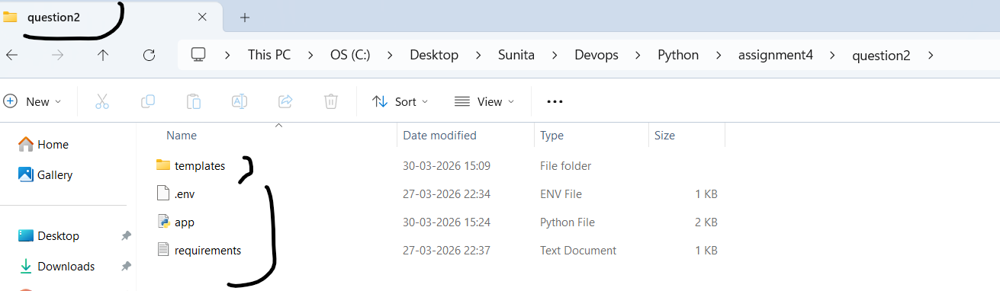 question2
This PC > OS (C:) > Desktop > Sunita > Devops > Python > assignment4 > question2 >
New Sort View
Name Date modified Type Size
Home
Gallery
Desktop
Downloads
templates 30-03-2026 15:09 File folder
.env 27-03-2026 22:34 ENV File 1 KB
app 30-03-2026 15:24 Python File 2 KB
requirements 27-03-2026 22:37 Text Document 1 KB